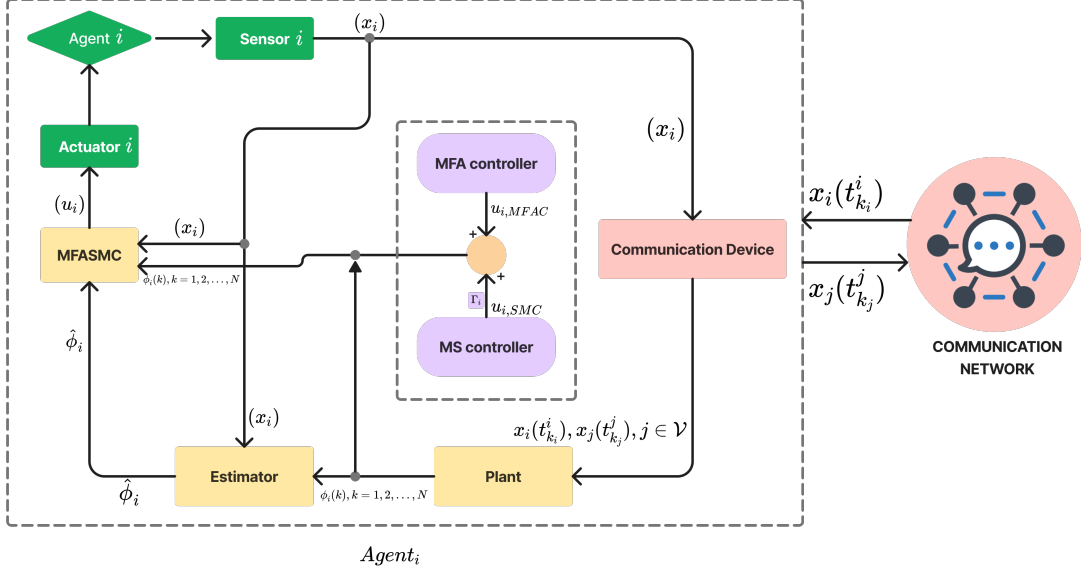 Agent i
Sensor i
(x_i)
Actuator i
(x_i)
MFA controller
(u_i)
u_{i,MFAC}
x_i(t^i_{k_i})
(x_i)
+
MFASMC
Communication Device
ϕ_i(k), k = 1, 2, ..., N
+
x_j(t^j_{k_j})
Γ_i
u_{i,SMC}
\hat{\dot{ϕ}}_i
MS controller
COMMUNICATION
NETWORK
(x_i)
x_i(t^i_{k_i}), x_j(t^j_{k_j}), j ∈ 𝒱
Estimator
Plant
\hat{ϕ}_i
ϕ_i(k), k = 1, 2, ..., N
Agent_i